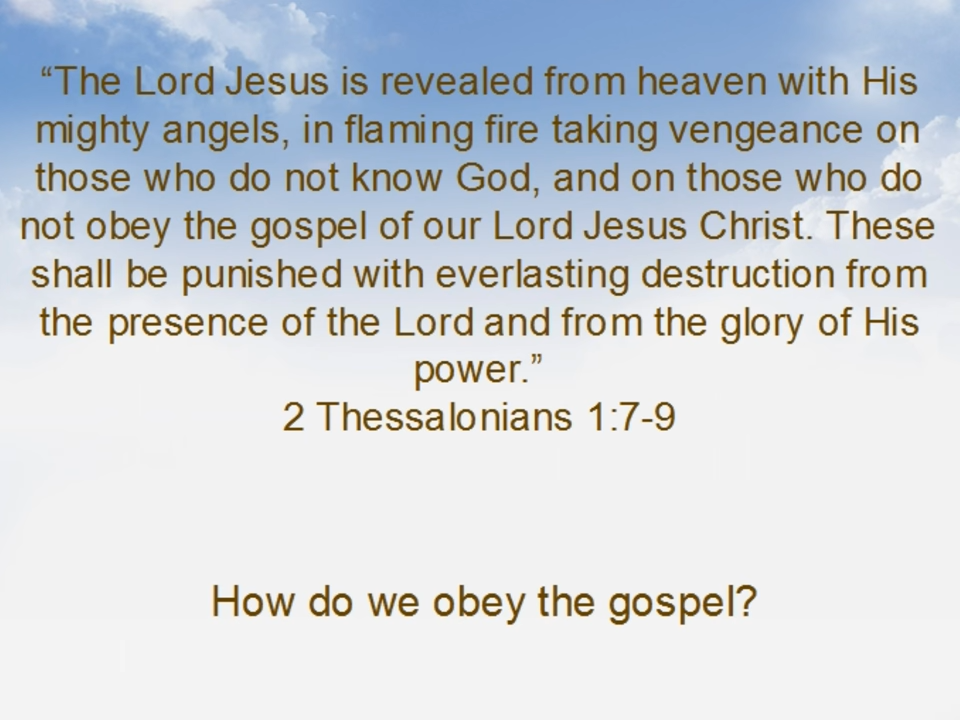 “The Lord Jesus is revealed from heaven with His
mighty angels, in flaming fire taking vengeance on
those who do not know God, and on those who do
not obey the gospel of our Lord Jesus Christ. These
shall be punished with everlasting destruction from
the presence of the Lord and from the glory of His
power.”
2 Thessalonians 1:7-9
How do we obey the gospel?